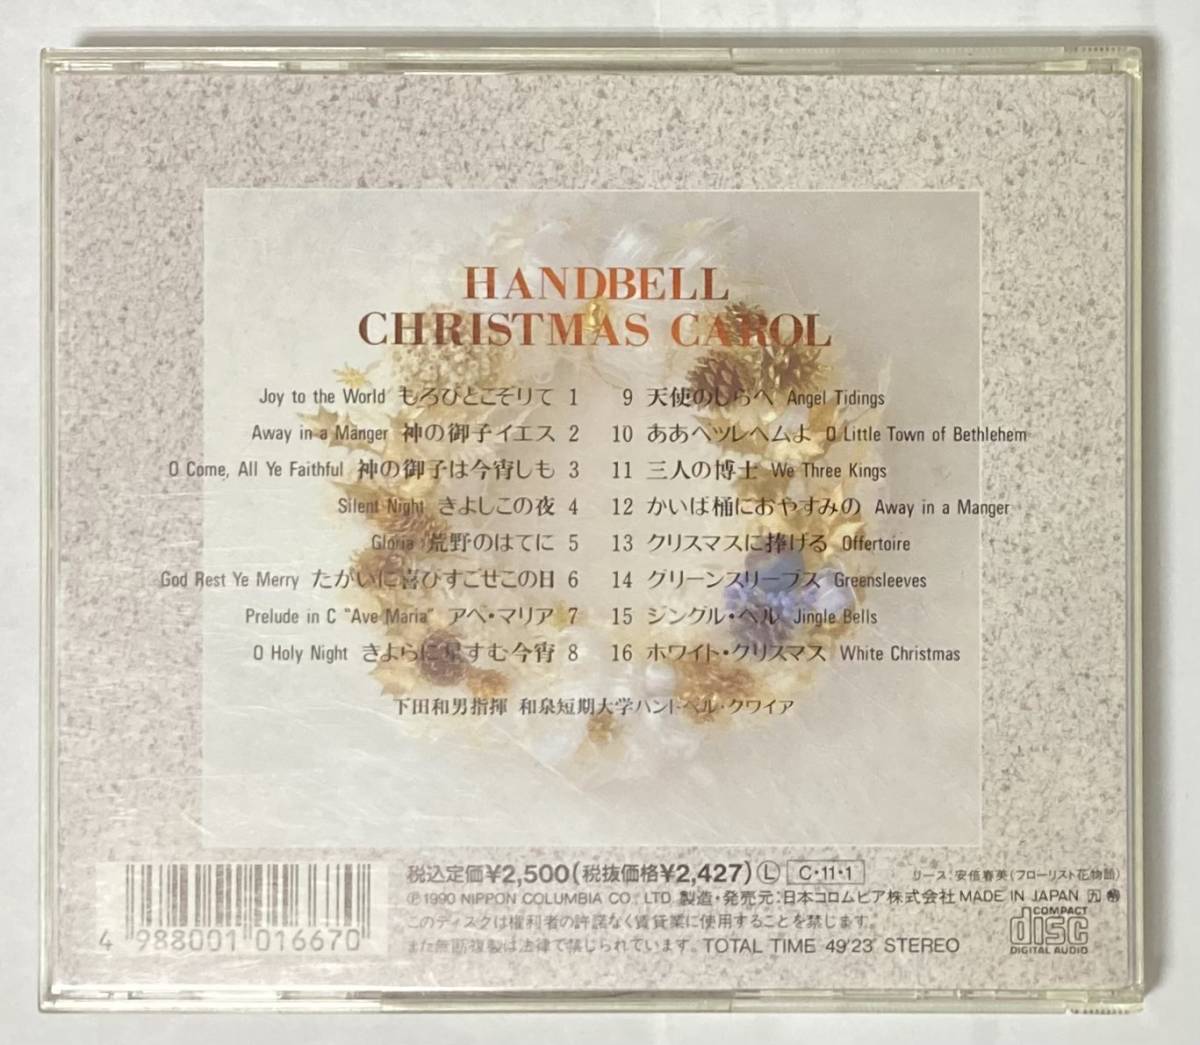 HANDBELL
CHRISTMAS CAROL
Joy to the World もろびとこぞりて 1
Away in a Manger 神の御子イエス 2
O Come, All Ye Faithful 神の御子は今宵しも 3
Silent Night きよしこの夜 4
Gloria 荒野のはてに 5
God Rest Ye Merry たがいに喜びすごせこの日 6
Prelude in C "Ave Maria" アベ・マリア 7
O Holy Night きよらに星すむ今宵 8
9 天使のしらべ Angel Tidings
10 ああベツレヘムよ O Little Town of Bethlehem
11 三人の博士 We Three Kings
12 かいば桶におやすみの Away in a Manger
13 クリスマスに捧げる Offertoire
14 グリーンスリーブス Greensleeves
15 ジングル・ベル Jingle Bells
16 ホワイト・クリスマス White Christmas
下田和男指揮 和泉短期大学ハンドベル・クワイア
4 988001 016670
税込定価¥2,500(税抜価格¥2,427) Ⓛ C・11・1
リース:安倍春美(フローリスト花物語)
Ⓟ1990 NIPPON COLUMBIA CO., LTD. 製造・発売元:日本コロムビア株式会社 MADE IN JAPAN
このディスクは権利者の許諾なく賃貸業に使用することを禁じます。
また無断複製は法律で禁じられています。 TOTAL TIME 49'23" STEREO
COMPACT
disc
DIGITAL AUDIO